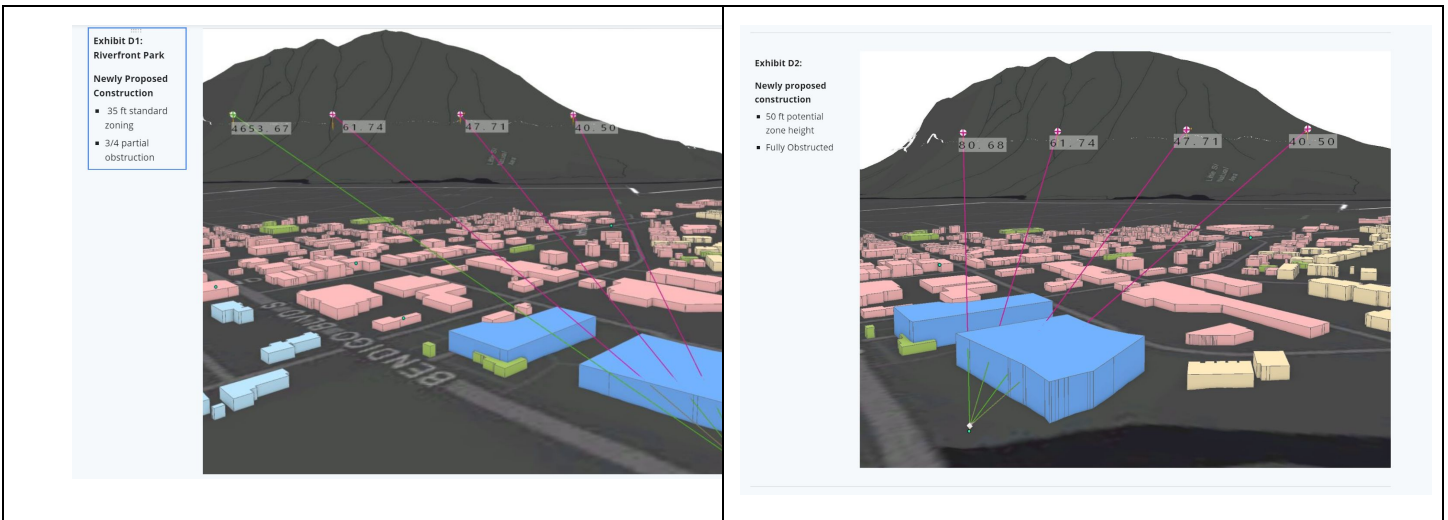 Exhibit D1:
Riverfront Park
Newly Proposed
Construction
▪ 35 ft standard
zoning
▪ 3/4 partial
obstruction
4653.67
61.74
47.71
40.50
BENDIGO BLVD S
Exhibit D2:
Newly proposed
construction
▪ 50 ft potential
zone height
▪ Fully Obstructed
80.68
61.74
47.71
40.50